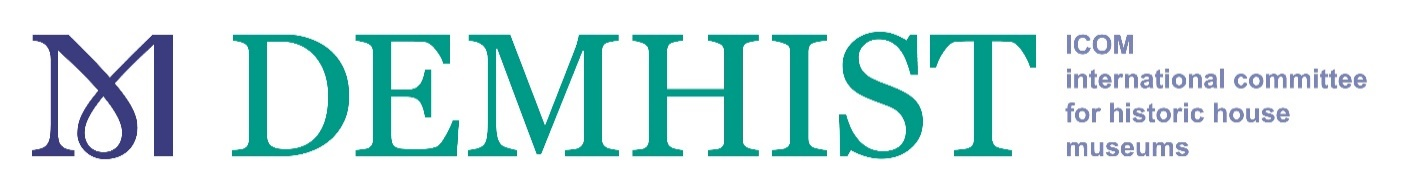 M DEMHIST
ICOM
international committee
for historic house
museums